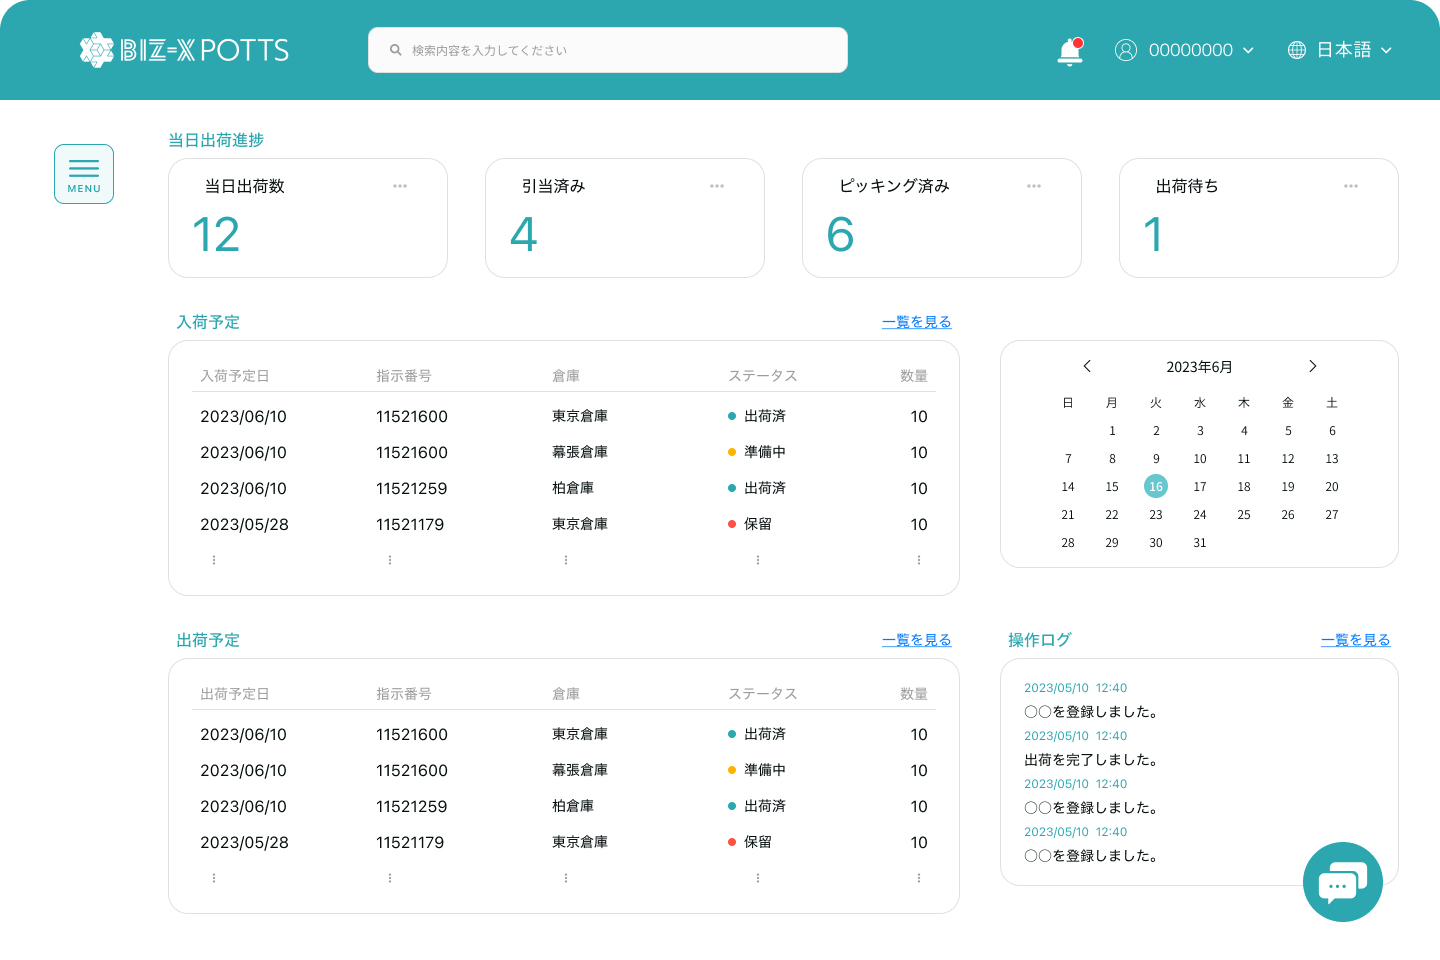 BIZ=X POTTS
検索内容を入力してください
00000000
日本語
MENU
当日出荷進捗
当日出荷数
12
引当済み
4
ピッキング済み
6
出荷待ち
1
入荷予定
一覧を見る
入荷予定日 指示番号 倉庫 ステータス 数量
2023/06/10 11521600 東京倉庫 出荷済 10
2023/06/10 11521600 幕張倉庫 準備中 10
2023/06/10 11521259 柏倉庫 出荷済 10
2023/05/28 11521179 東京倉庫 保留 10
2023年6月
日 月 火 水 木 金 土
1 2 3 4 5 6
7 8 9 10 11 12 13
14 15 16 17 18 19 20
21 22 23 24 25 26 27
28 29 30 31
出荷予定
一覧を見る
出荷予定日 指示番号 倉庫 ステータス 数量
2023/06/10 11521600 東京倉庫 出荷済 10
2023/06/10 11521600 幕張倉庫 準備中 10
2023/06/10 11521259 柏倉庫 出荷済 10
2023/05/28 11521179 東京倉庫 保留 10
操作ログ
一覧を見る
2023/05/10 12:40
〇〇を登録しました。
2023/05/10 12:40
出荷を完了しました。
2023/05/10 12:40
〇〇を登録しました。
2023/05/10 12:40
〇〇を登録しました。